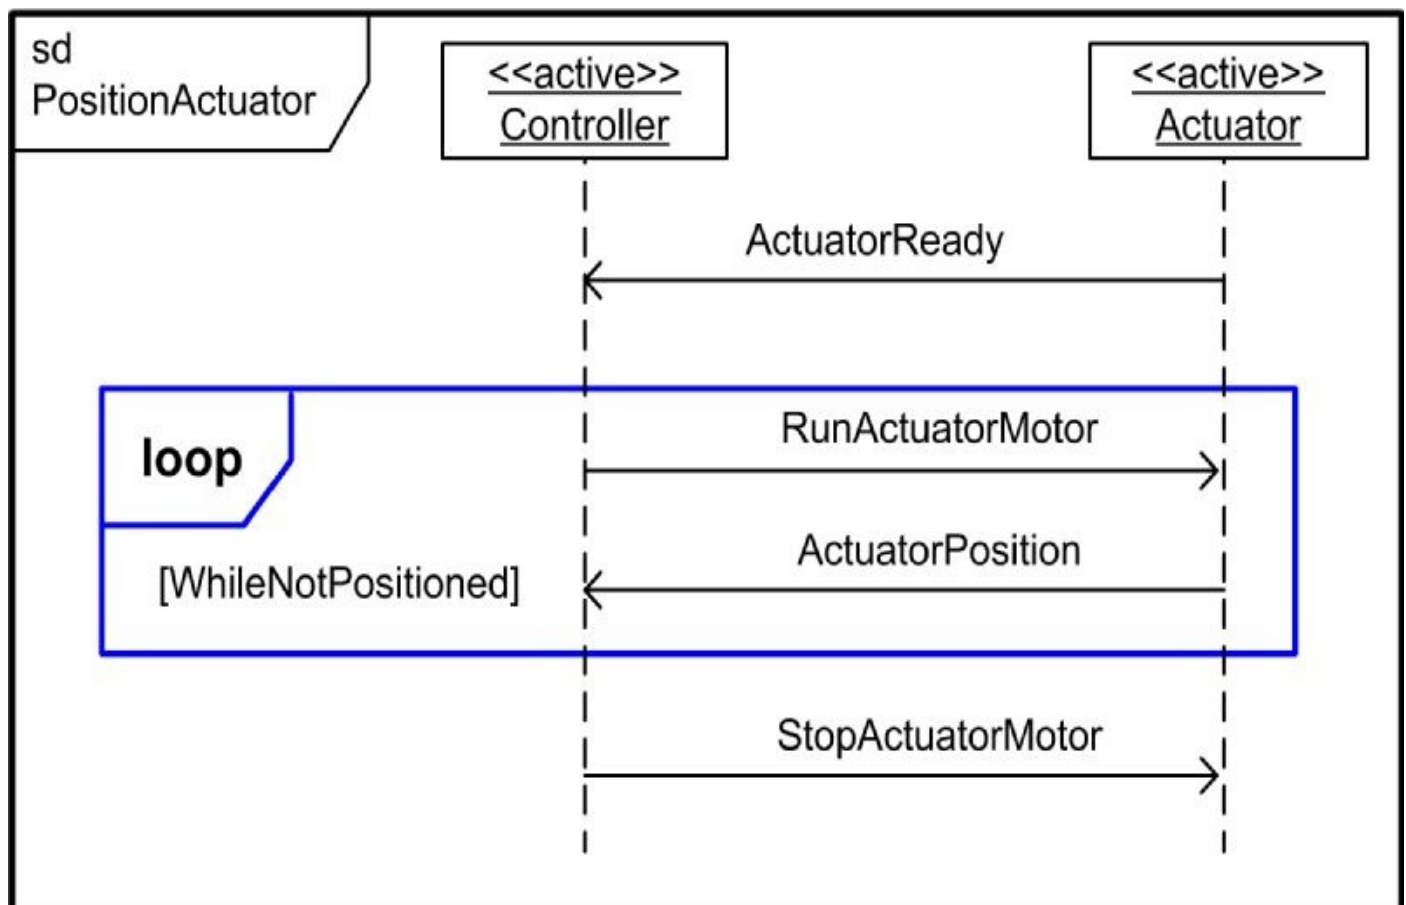 sd
PositionActuator
<<active>>
Controller
<<active>>
Actuator
ActuatorReady
loop
RunActuatorMotor
ActuatorPosition
[WhileNotPositioned]
StopActuatorMotor